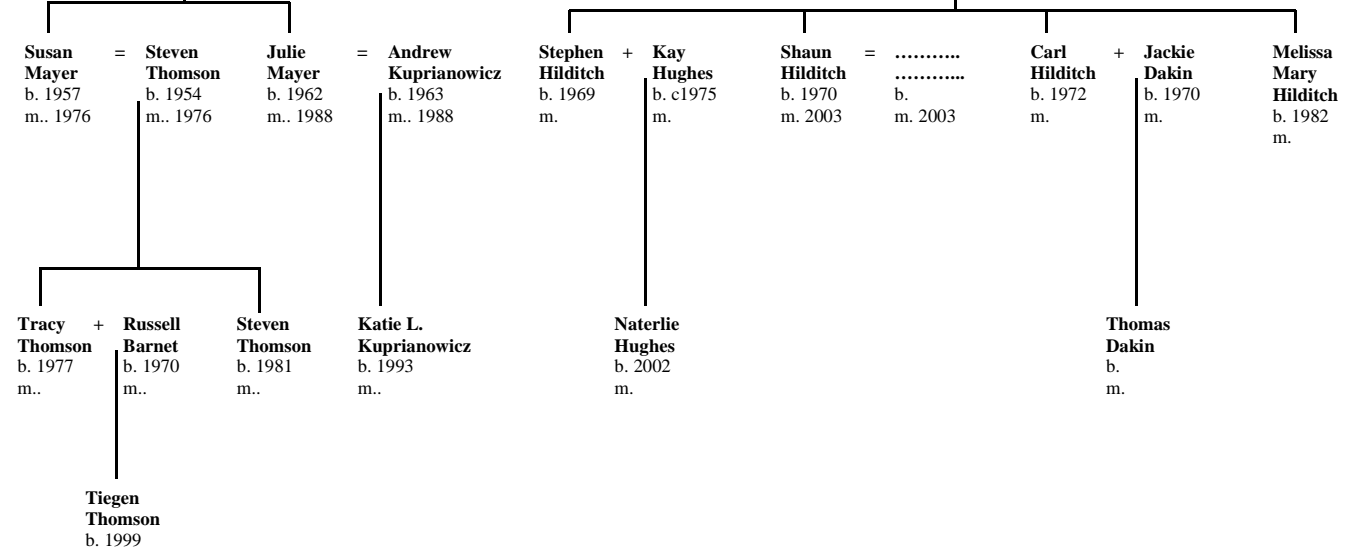 Susan = Steven Julie = Andrew Stephen + Kay Shaun = ……….. Carl + Jackie Melissa
Mayer Thomson Mayer Kuprianowicz Hilditch Hughes Hilditch ………... Hilditch Dakin Mary
b. 1957 b. 1954 b. 1962 b. 1963 b. 1969 b. c1975 b. 1970 b. b. 1972 b. 1970 Hilditch
m.. 1976 m.. 1976 m.. 1988 m.. 1988 m. m. m. 2003 m. 2003 m. m. b. 1982
m.
Tracy + Russell Steven Katie L. Naterlie Thomas
Thomson Barnet Thomson Kuprianowicz Hughes Dakin
b. 1977 b. 1970 b. 1981 b. 1993 b. 2002 b.
m.. m.. m.. m.. m. m.
Tiegen
Thomson
b. 1999